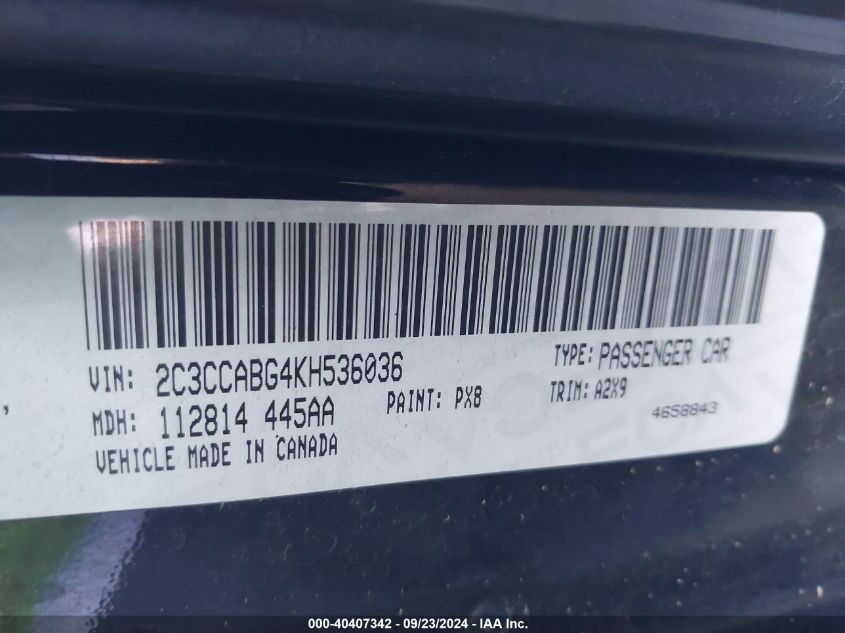 VIN: 2C3CCABG4KH536036 TYPE: PASSENGER CAR
MDH: 112814 445AA PAINT: PX8 TRIM: A2X9
VEHICLE MADE IN CANADA 4658843
000-40407342 - 09/23/2024 - IAA Inc.